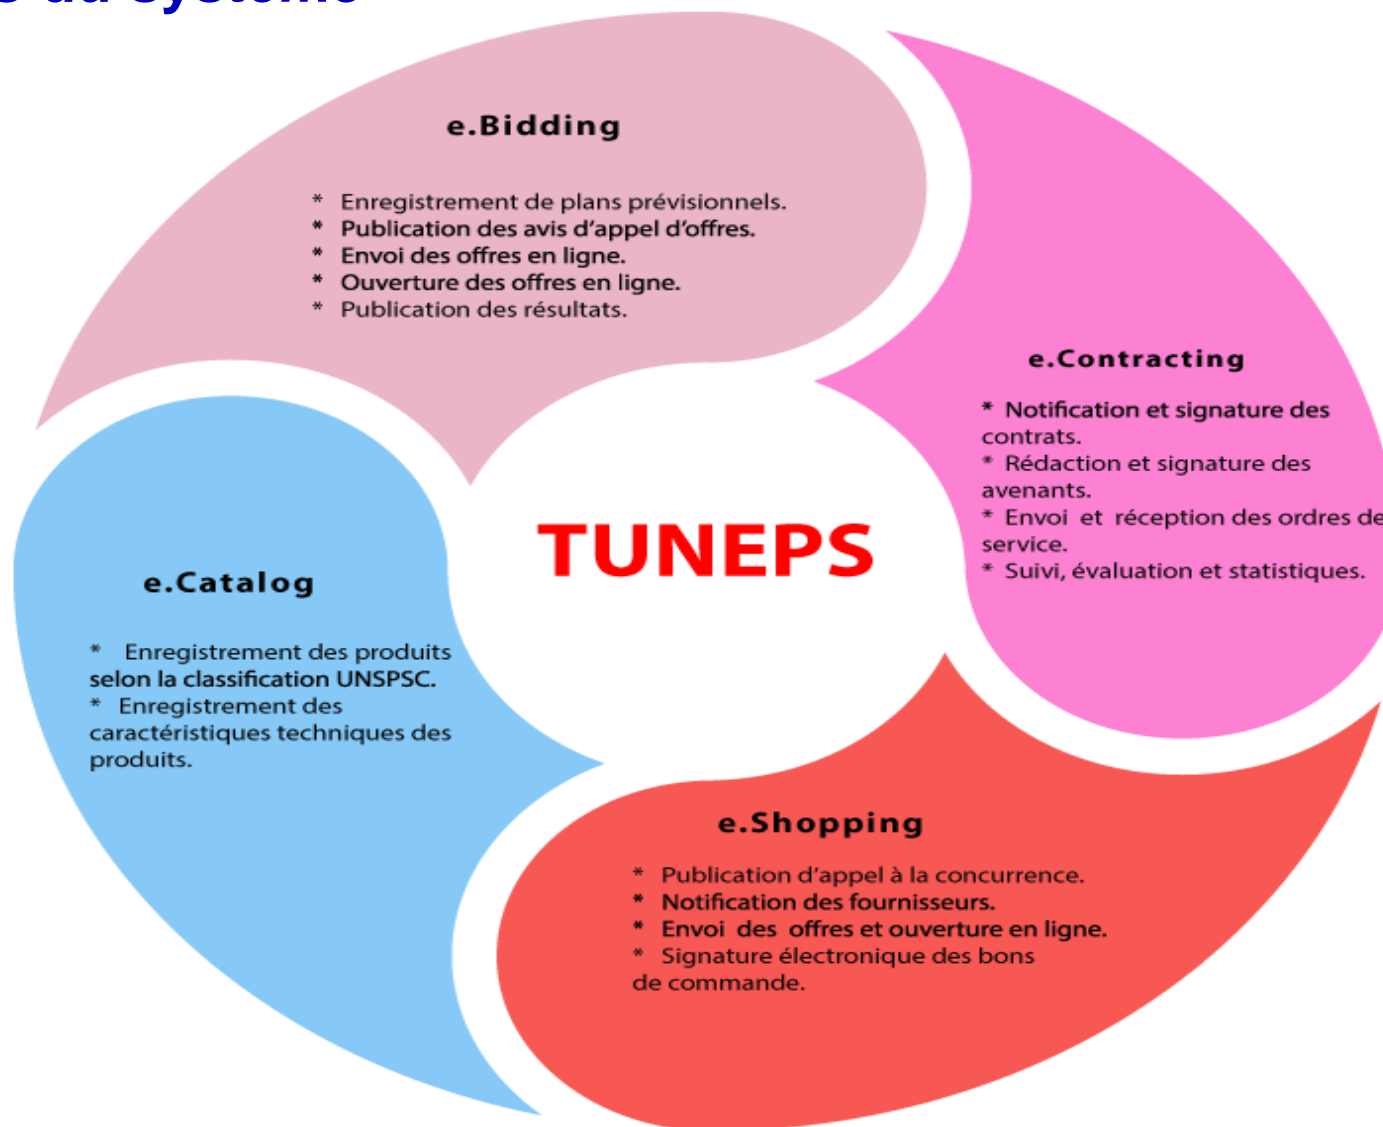 du Système
e.Bidding
* Enregistrement de plans prévisionnels.
* Publication des avis d'appel d'offres.
* Envoi des offres en ligne.
* Ouverture des offres en ligne.
* Publication des résultats.
e.Contracting
* Notification et signature des
contrats.
* Rédaction et signature des
avenants.
* Envoi et réception des ordres de
service.
* Suivi, évaluation et statistiques.
TUNEPS
e.Catalog
* Enregistrement des produits
selon la classification UNSPSC.
* Enregistrement des
caractéristiques techniques des
produits.
e.Shopping
* Publication d'appel à la concurrence.
* Notification des fournisseurs.
* Envoi des offres et ouverture en ligne.
* Signature électronique des bons
de commande.